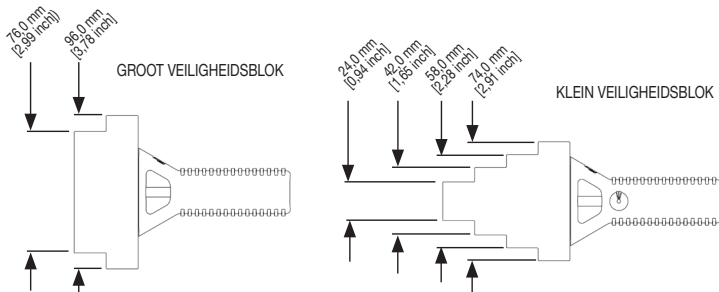 76,0 mm
[2,99 inch])
96,0 mm
[3,78 inch]
GROOT VEILIGHEIDSBLOK
24,0 mm
[0,94 inch]
42,0 mm
[1,65 inch]
58,0 mm
[2,28 inch]
74,0 mm
[2,91 inch]
KLEIN VEILIGHEIDSBLOK